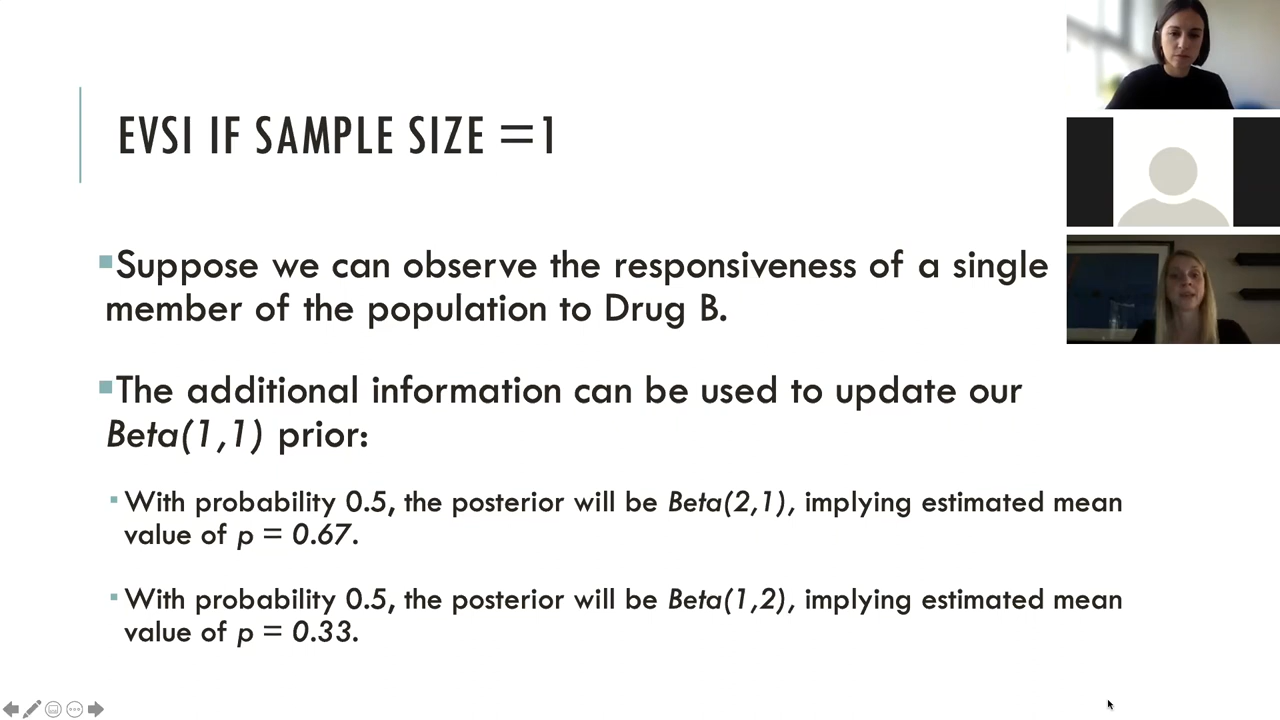 EVSI IF SAMPLE SIZE =1
Suppose we can observe the responsiveness of a single
member of the population to Drug B.
The additional information can be used to update our
Beta(1,1) prior:
With probability 0.5, the posterior will be Beta(2,1), implying estimated mean
value of p = 0.67.
With probability 0.5, the posterior will be Beta(1,2), implying estimated mean
value of p = 0.33.